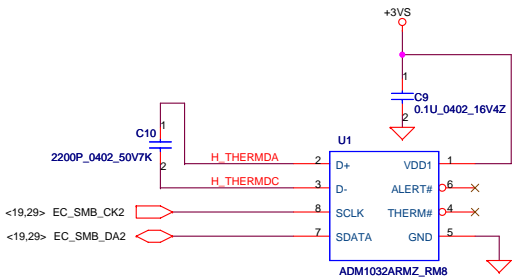 +3VS
1
C9
0.1U_0402_16V4Z
2
1
C10
2200P_0402_50V7K
2
U1
H_THERMDA 2 D+ VDD1 1
H_THERMDC 3 D- ALERT# 6
<19,29> EC_SMB_CK2 8 SCLK THERM# 4
<19,29> EC_SMB_DA2 7 SDATA GND 5
ADM1032ARMZ_RM8